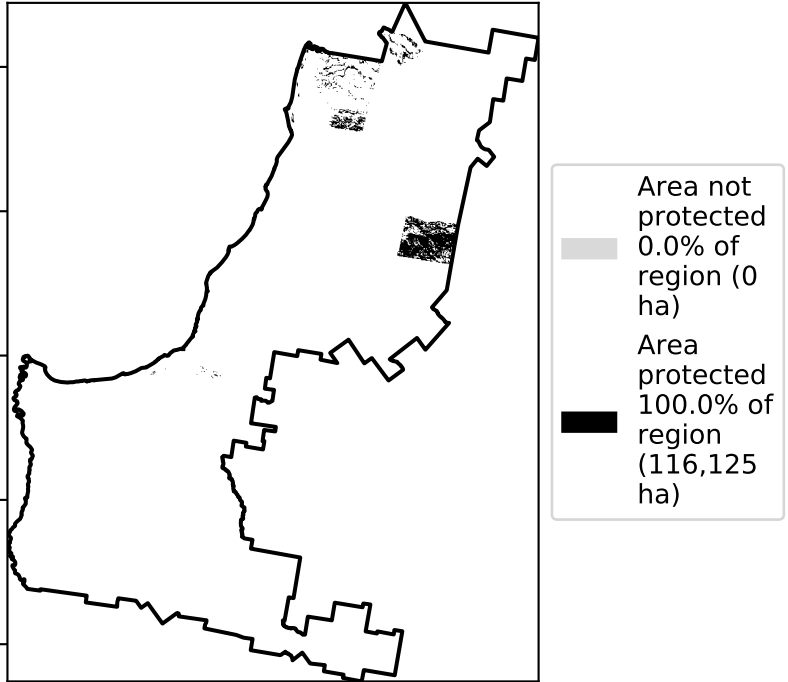 Area not
protected
0.0% of
region (0
ha)
Area
protected
100.0% of
region
(116,125
ha)